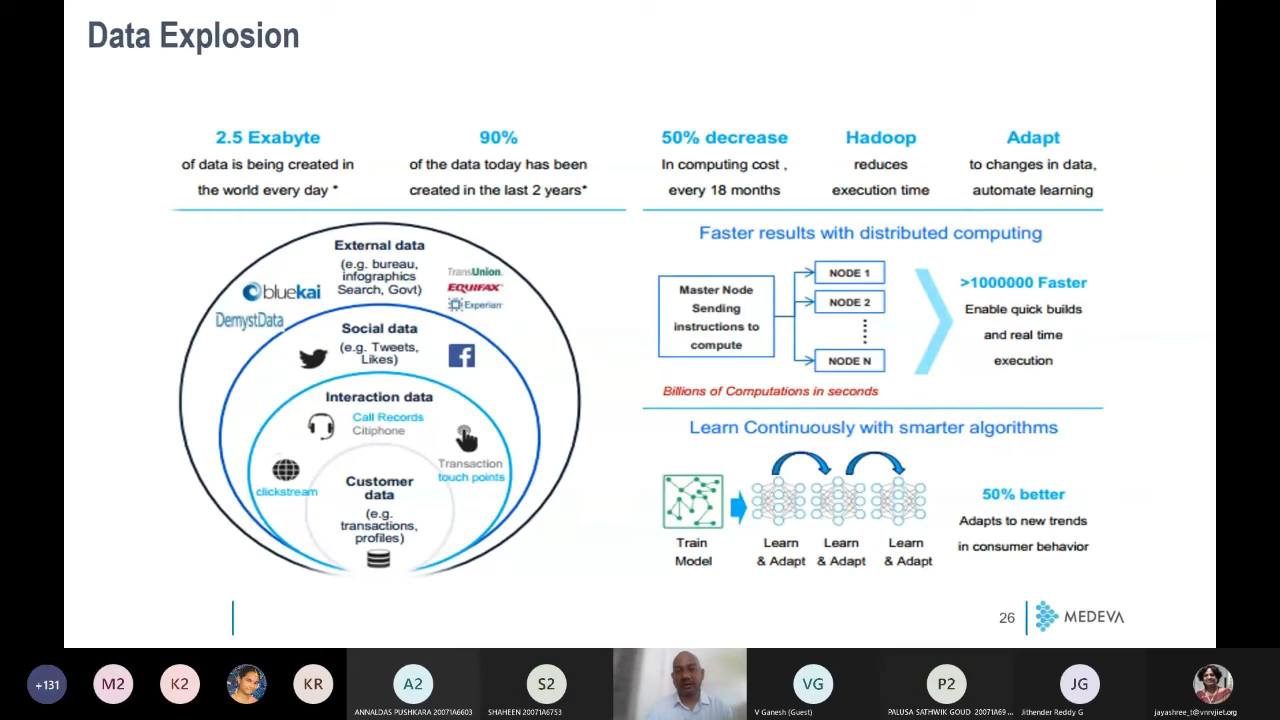 Data Explosion
2.5 Exabyte
of data is being created in
the world every day *
90%
of the data today has been
created in the last 2 years*
50% decrease
In computing cost ,
every 18 months
Hadoop
reduces
execution time
Adapt
to changes in data,
automate learning
External data
(e.g. bureau,
infographics
Search, Govt)
bluekai
DemystData
TransUnion.
EQUIFAX
Experian
Social data
(e.g. Tweets,
Likes)
Interaction data
Call Records
Citiphone
clickstream
Transaction
touch points
Customer
data
(e.g.
transactions,
profiles)
Faster results with distributed computing
Master Node
Sending
instructions to
compute
NODE 1
NODE 2
NODE N
>1000000 Faster
Enable quick builds
and real time
execution
Billions of Computations in seconds
Learn Continuously with smarter algorithms
Train
Model
Learn
& Adapt
Learn
& Adapt
Learn
& Adapt
50% better
Adapts to new trends
in consumer behavior
26
MEDEVA
+131
M2
K2
KR
A2
ANNALDAS PUSHKARA 20071A6603
S2
SHAHEEN 20071A6753
VG
V Ganesh (Guest)
P2
PALUSA SATHWIK GOUD 20071A69 ...
JG
Jithender Reddy G
jayashree_t@vnrvjiet.org